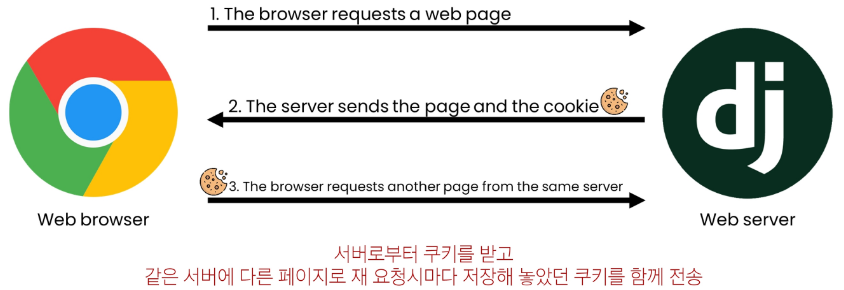 1. The browser requests a web page
2. The server sends the page and the cookie
3. The browser requests another page from the same server
dj
Web browser
Web server
서버로부터 쿠키를 받고
같은 서버에 다른 페이지로 재 요청시마다 저장해 놓았던 쿠키를 함께 전송